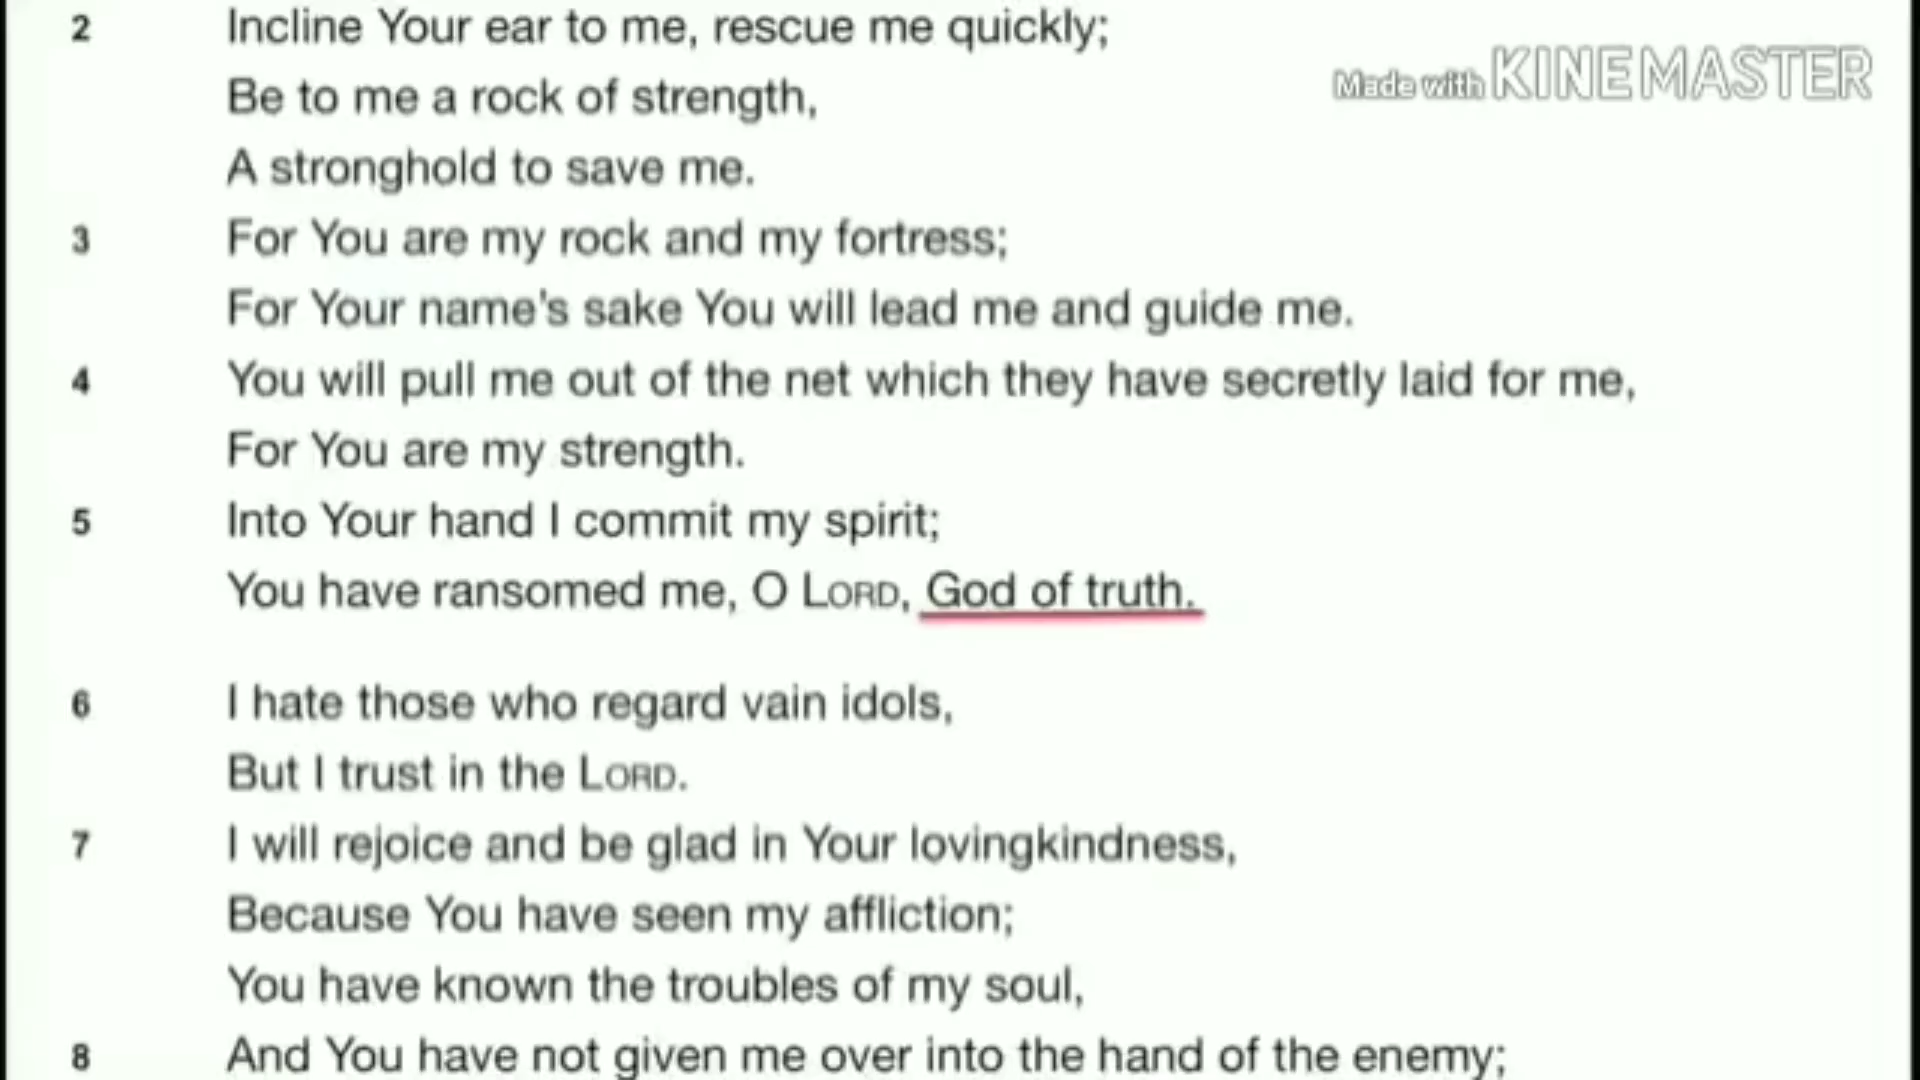 2 Incline Your ear to me, rescue me quickly;
Made with KINEMASTER
Be to me a rock of strength,
A stronghold to save me.
3 For You are my rock and my fortress;
For Your name's sake You will lead me and guide me.
4 You will pull me out of the net which they have secretly laid for me,
For You are my strength.
5 Into Your hand I commit my spirit;
You have ransomed me, O LORD, God of truth.
6 I hate those who regard vain idols,
But I trust in the LORD.
7 I will rejoice and be glad in Your lovingkindness,
Because You have seen my affliction;
You have known the troubles of my soul,
8 And You have not given me over into the hand of the enemy;